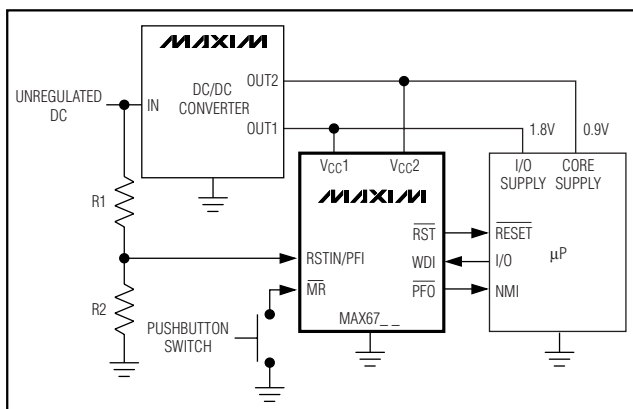 MAXIM
UNREGULATED
DC
IN
DC/DC
CONVERTER
OUT2
OUT1
1.8V
0.9V
R1
VCC1
VCC2
MAXIM
I/O
SUPPLY
CORE
SUPPLY
RST
RESET
RSTIN/PFI
WDI
I/O
µP
MR
PFO
NMI
R2
MAX67_ _
PUSHBUTTON
SWITCH